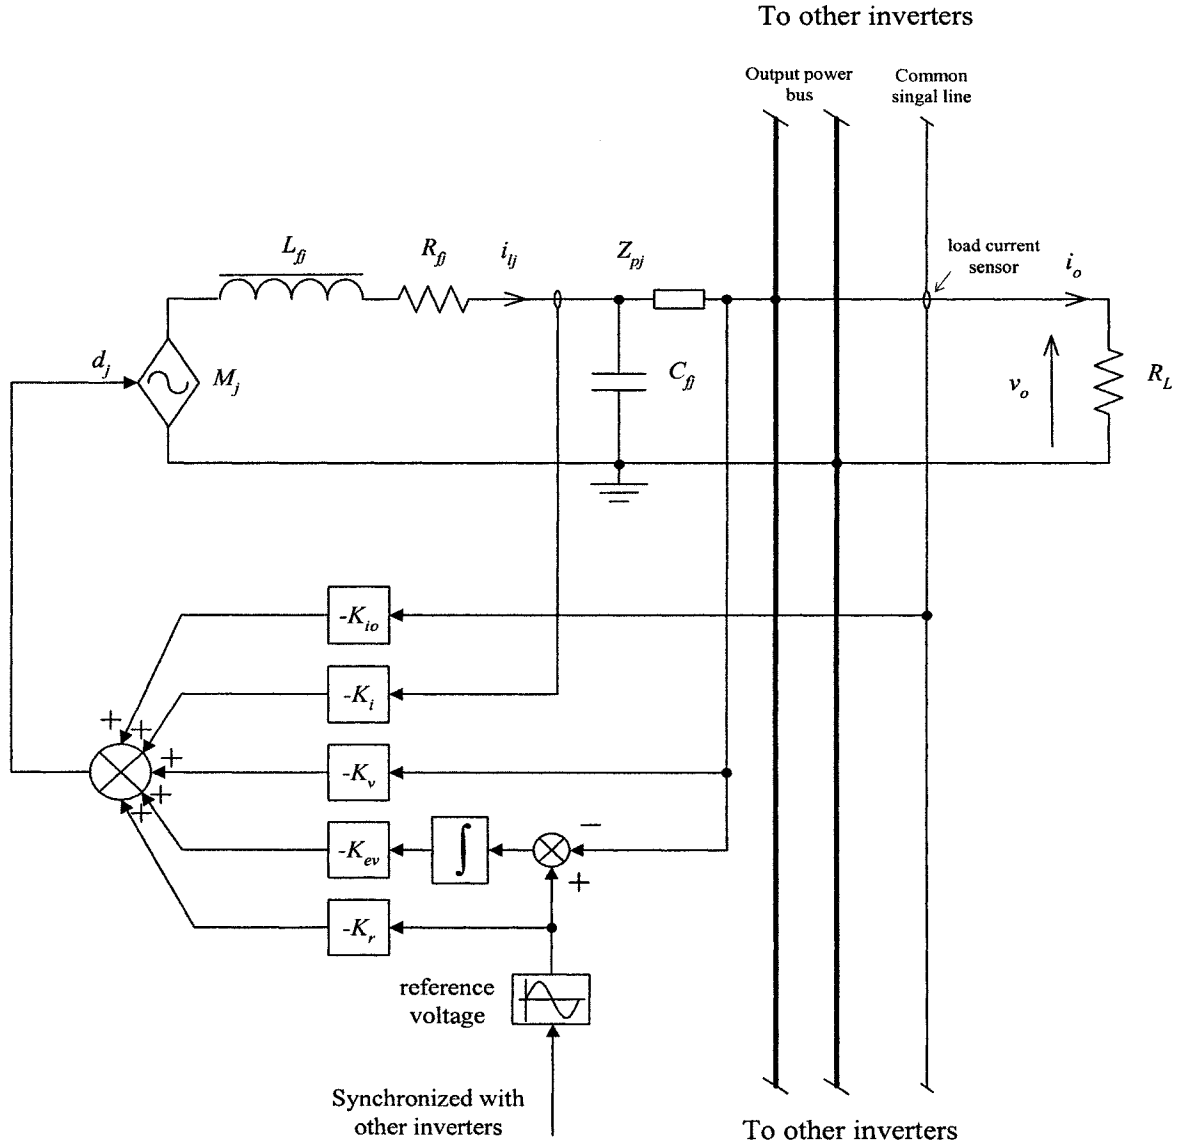 To other inverters
Output power
bus
Common
singal line
L_fj
R_fj
i_lj
Z_pj
load current
sensor
i_o
d_j
M_j
C_fj
v_o
R_L
-K_io
-K_i
+
+
+
-K_v
+
+
-K_ev
∫
−
+
-K_r
reference
voltage
Synchronized with
other inverters
To other inverters